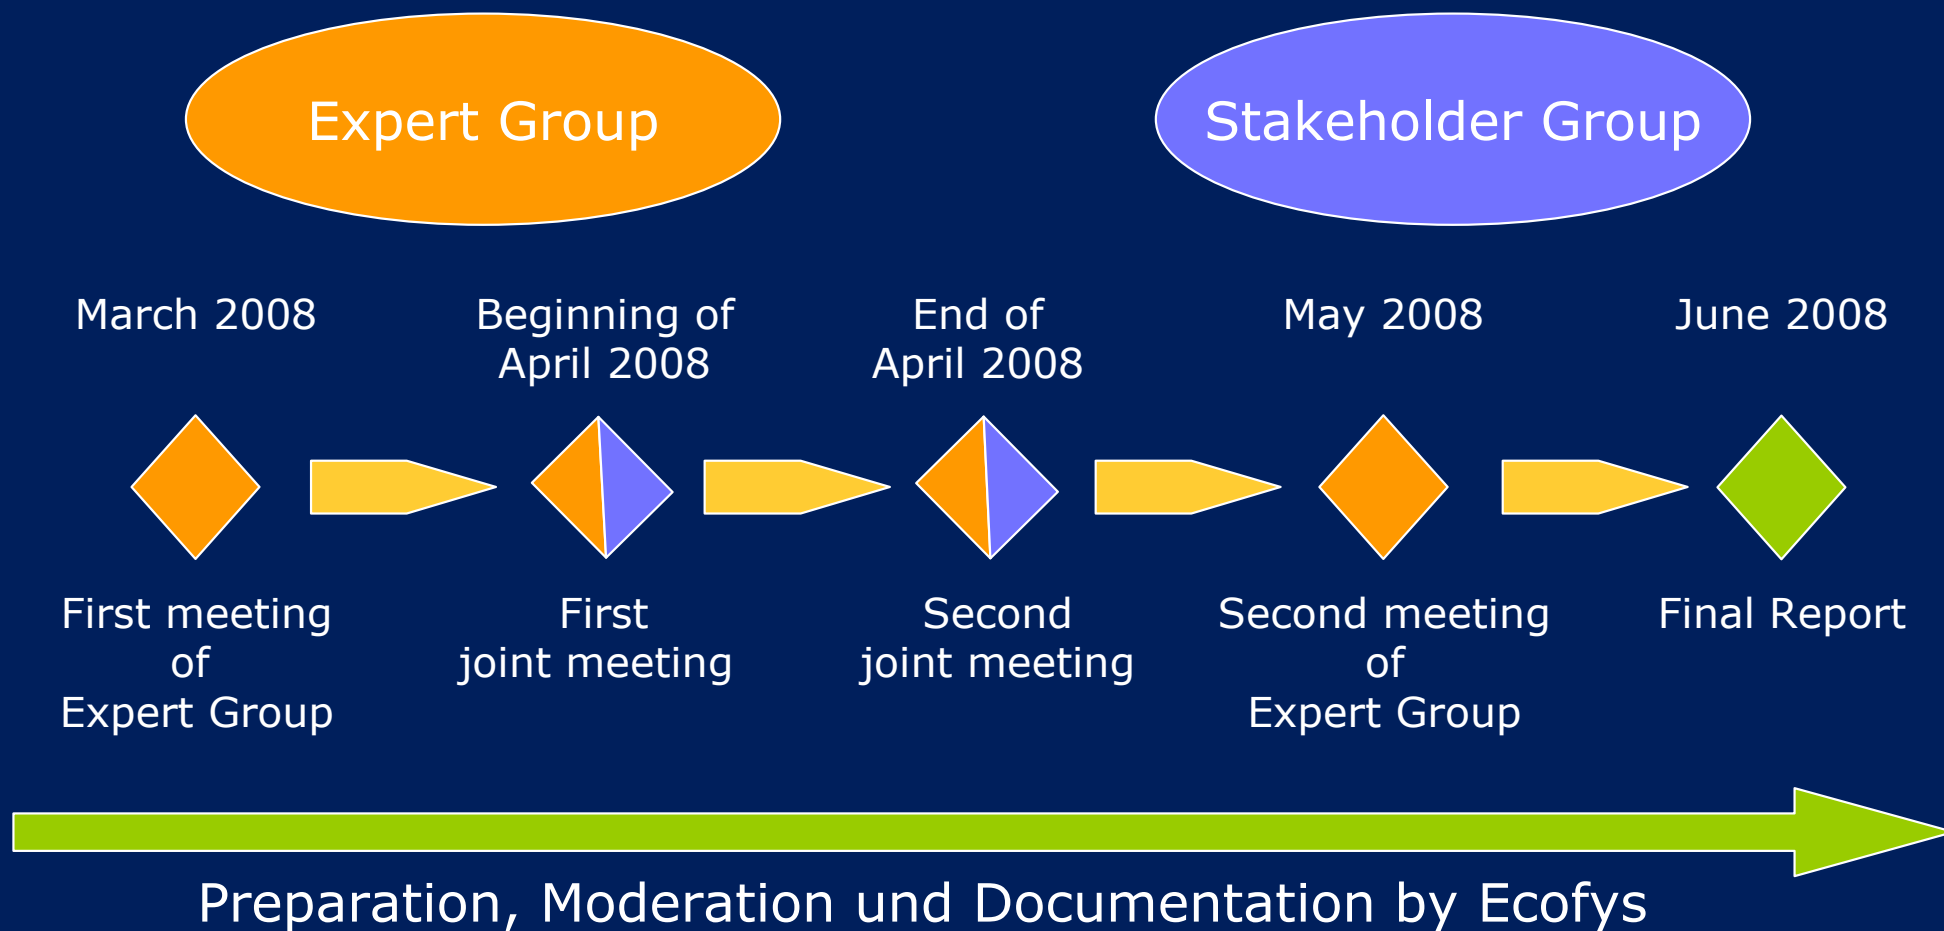 Expert Group
Stakeholder Group
March 2008
Beginning of
April 2008
End of
April 2008
May 2008
June 2008
First meeting
of
Expert Group
First
joint meeting
Second
joint meeting
Second meeting
of
Expert Group
Final Report
Preparation, Moderation und Documentation by Ecofys